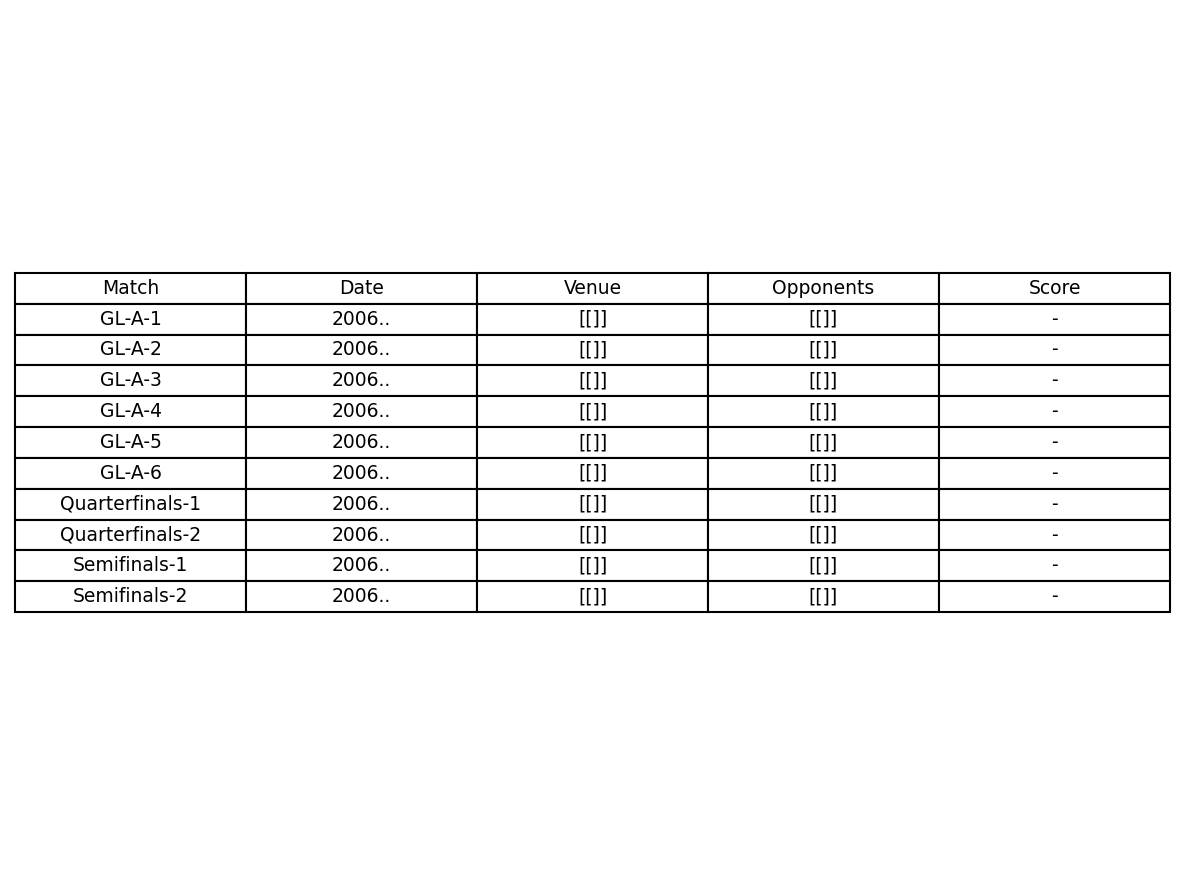 Match Date Venue Opponents Score
GL-A-1 2006.. [[]] [[]] -
GL-A-2 2006.. [[]] [[]] -
GL-A-3 2006.. [[]] [[]] -
GL-A-4 2006.. [[]] [[]] -
GL-A-5 2006.. [[]] [[]] -
GL-A-6 2006.. [[]] [[]] -
Quarterfinals-1 2006.. [[]] [[]] -
Quarterfinals-2 2006.. [[]] [[]] -
Semifinals-1 2006.. [[]] [[]] -
Semifinals-2 2006.. [[]] [[]] -